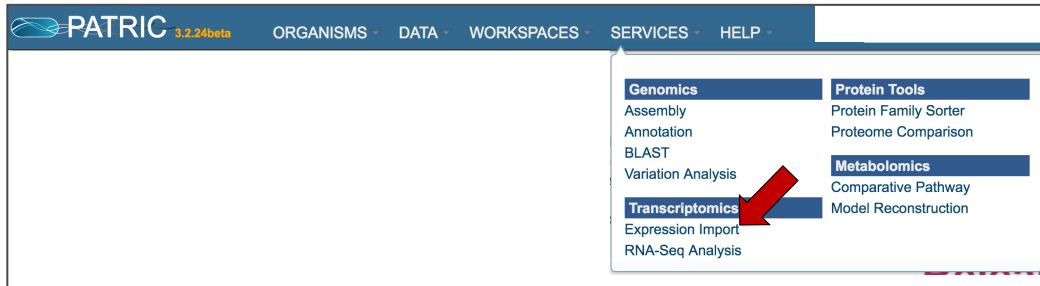 PATRIC 3.2.24beta ORGANISMS DATA WORKSPACES SERVICES HELP
Genomics
Assembly
Annotation
BLAST
Variation Analysis
Transcriptomics
Expression Import
RNA-Seq Analysis
Protein Tools
Protein Family Sorter
Proteome Comparison
Metabolomics
Comparative Pathway
Model Reconstruction